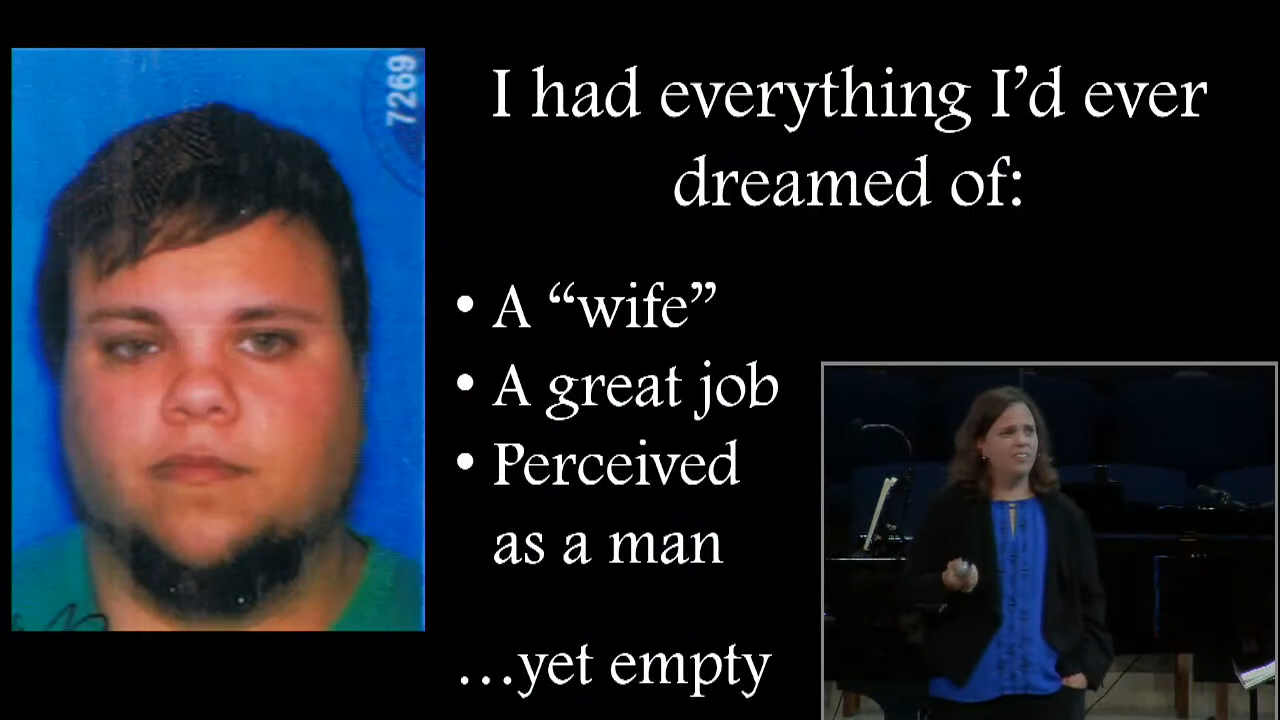 7269
I had everything I’d ever
dreamed of:
• A “wife”
• A great job
• Perceived
as a man
…yet empty